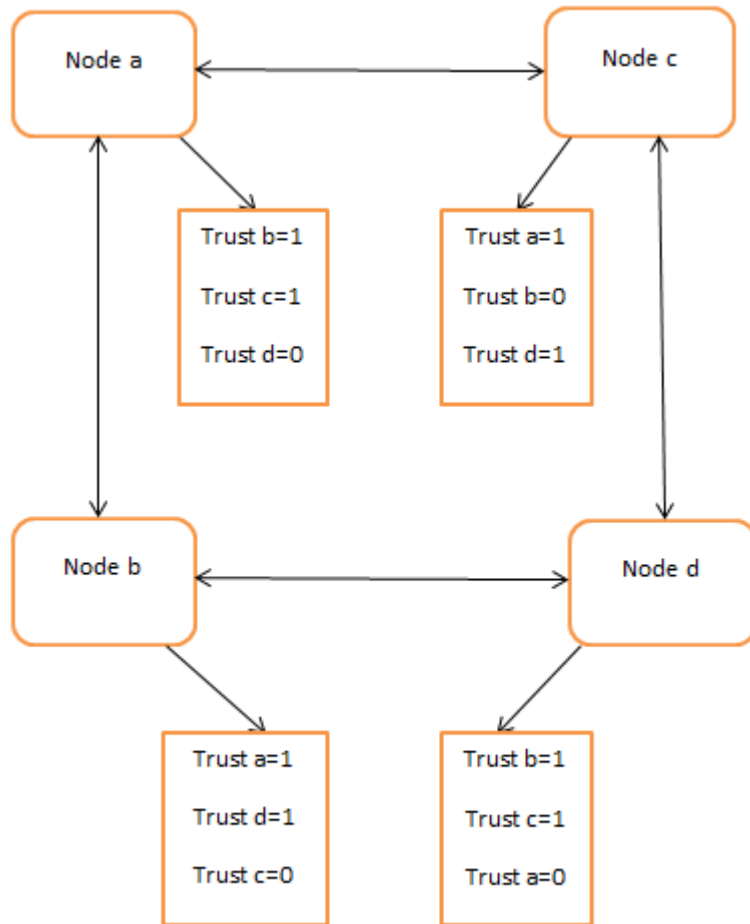 Node a
Node c
Trust b=1
Trust c=1
Trust d=0
Trust a=1
Trust b=0
Trust d=1
Node b
Node d
Trust a=1
Trust d=1
Trust c=0
Trust b=1
Trust c=1
Trust a=0